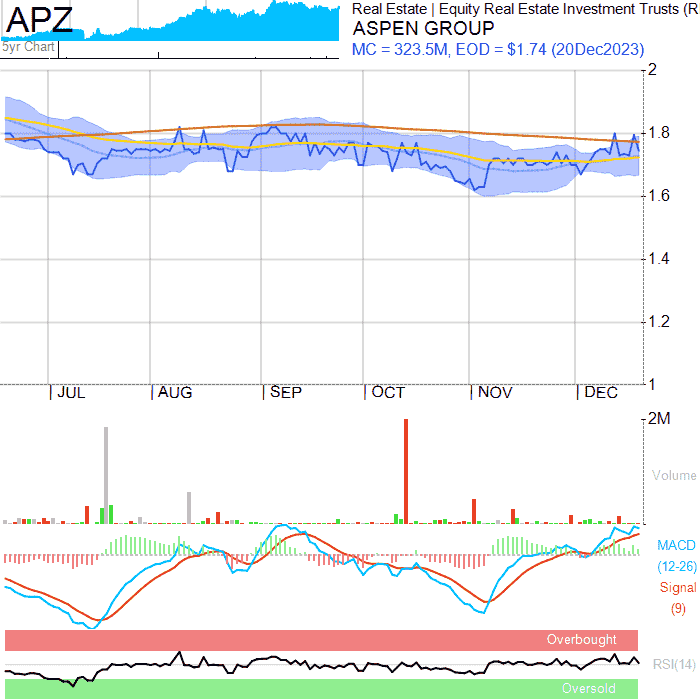 APZ
5yr Chart
Real Estate | Equity Real Estate Investment Trusts (R
ASPEN GROUP
MC = 323.5M, EOD = $1.74 (20Dec2023)
2
1.8
1.6
1.4
1.2
1
JUL AUG SEP OCT NOV DEC
2M
Volume
MACD
(12-26)
Signal
(9)
Overbought
RSI(14)
Oversold